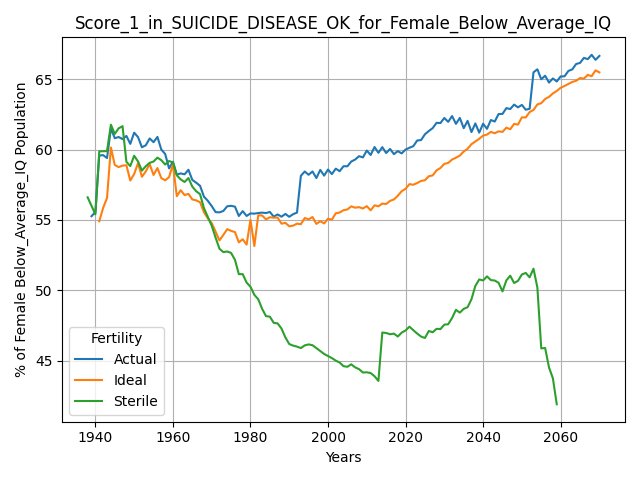 Score_1_in_SUICIDE_DISEASE_OK_for_Female_Below_Average_IQ
% of Female Below_Average_IQ Population
65
60
55
50
45
Fertility
Actual
Ideal
Sterile
1940 1960 1980 2000 2020 2040 2060
Years